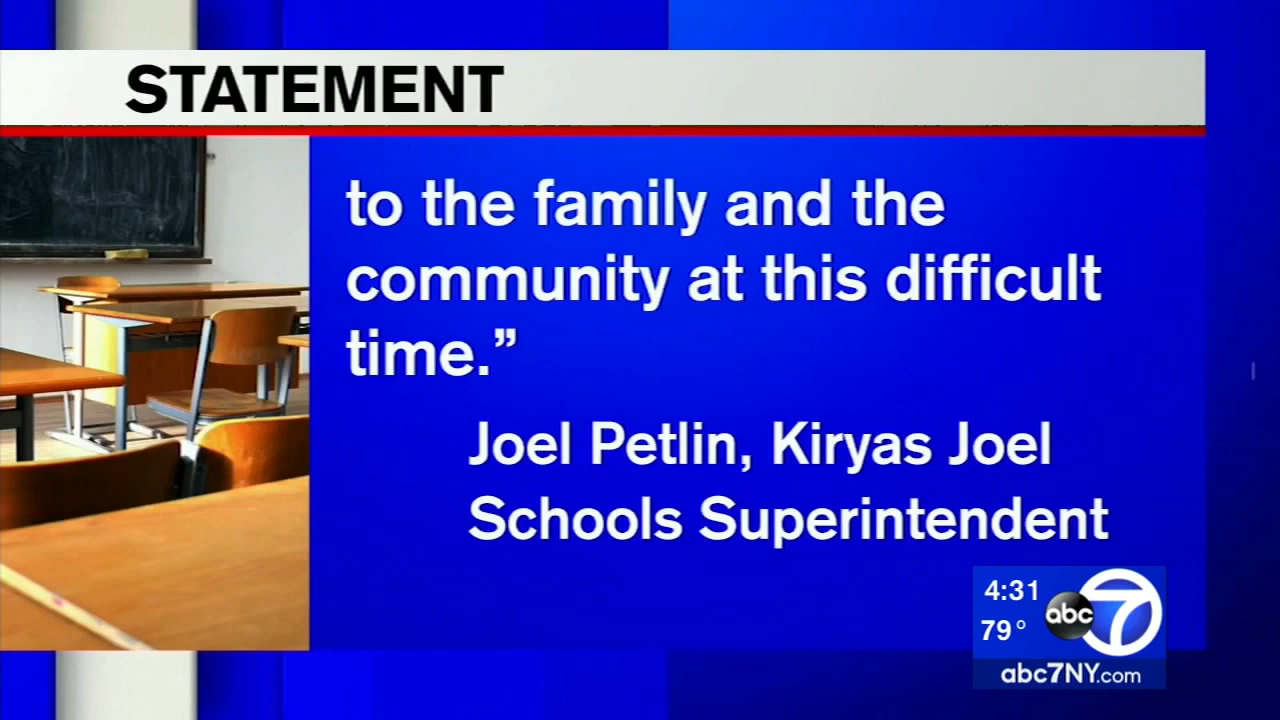 STATEMENT
to the family and the
community at this difficult
time.”
Joel Petlin, Kiryas Joel
Schools Superintendent
4:31
79°
abc 7
abc7NY.com